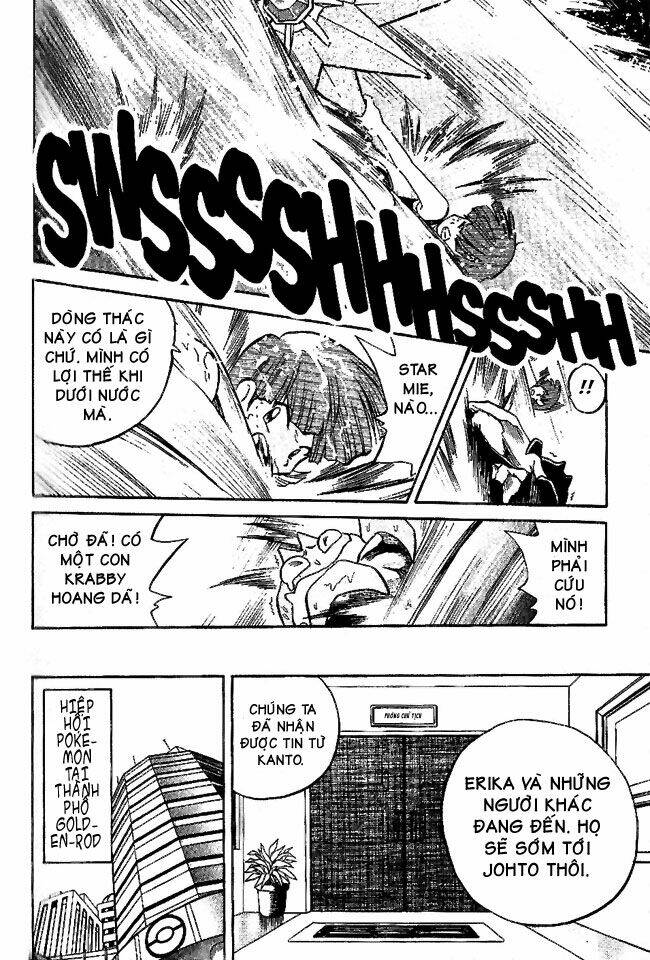 SWSSSSHHHHSSSSHH
DÒNG THÁC
NÀY CÓ LÀ GÌ
CHỨ. MÌNH CÓ
LỢI THẾ KHI
DƯỚI NƯỚC
MÀ.
STAR
MIE,
NÀO...
!!
CHỜ ĐÃ! CÓ
MỘT CON
KRABBY
HOANG DÃ!
MÌNH
PHẢI
CỨU
NÓ!
HIỆP
HỘI
POKE-
MON
TẠI
THÀNH
PHỐ
GOLD-
EN-ROD
CHÚNG TA
ĐÃ NHẬN
ĐƯỢC TIN TỪ
KANTO.
PHÒNG CHỦ TỊCH
ERIKA VÀ NHỮNG
NGƯỜI KHÁC
ĐANG ĐẾN. HỌ
SẼ SỚM TỚI
JOHTO THÔI.